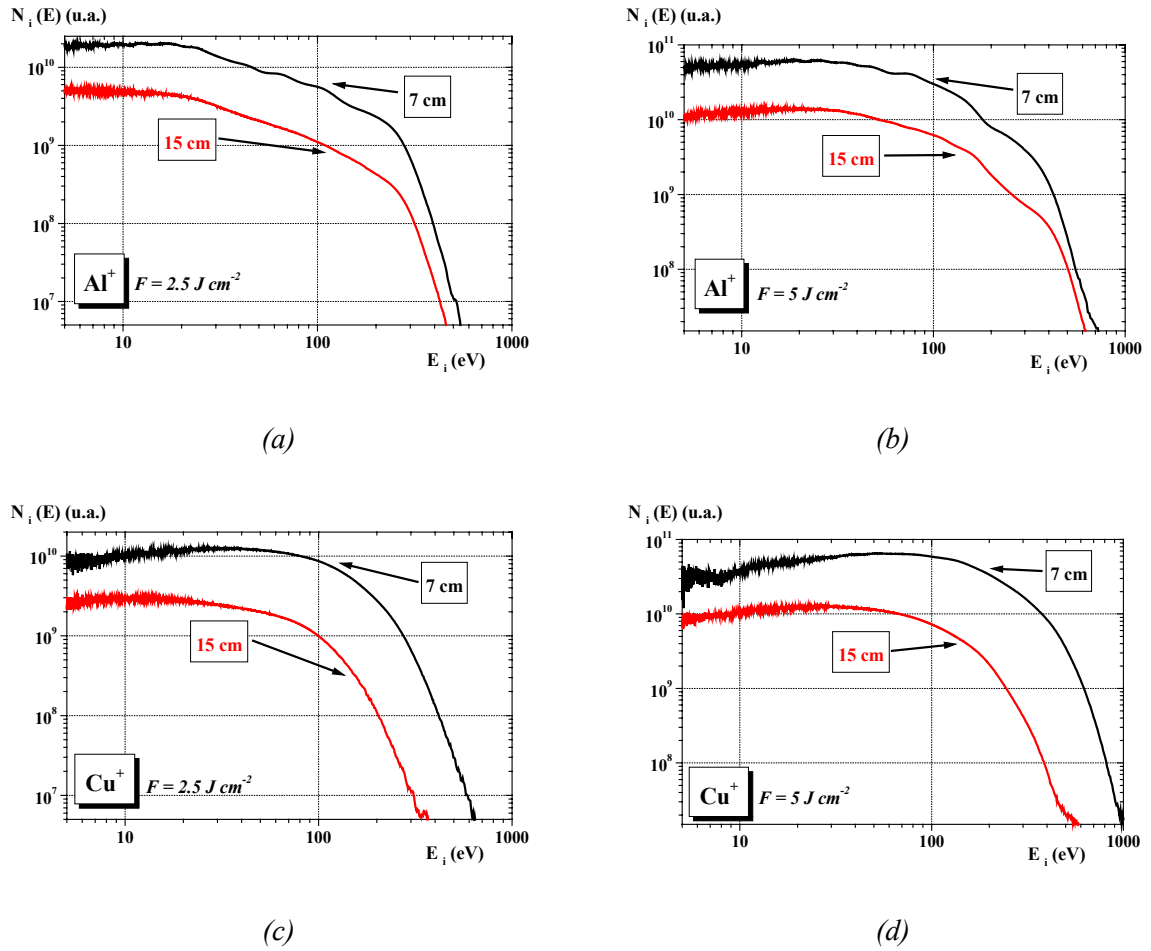 N i (E) (u.a.)
10^10
10^9
10^8
10^7
10
100
1000
E i (eV)
7 cm
15 cm
Al+
F = 2.5 J cm-2
(a)
N i (E) (u.a.)
10^11
10^10
10^9
10^8
10
100
1000
E i (eV)
7 cm
15 cm
Al+
F = 5 J cm-2
(b)
N i (E) (u.a.)
10^10
10^9
10^8
10^7
10
100
1000
E i (eV)
7 cm
15 cm
Cu+
F = 2.5 J cm-2
(c)
N i (E) (u.a.)
10^11
10^10
10^9
10^8
10
100
1000
E i (eV)
7 cm
15 cm
Cu+
F = 5 J cm-2
(d)